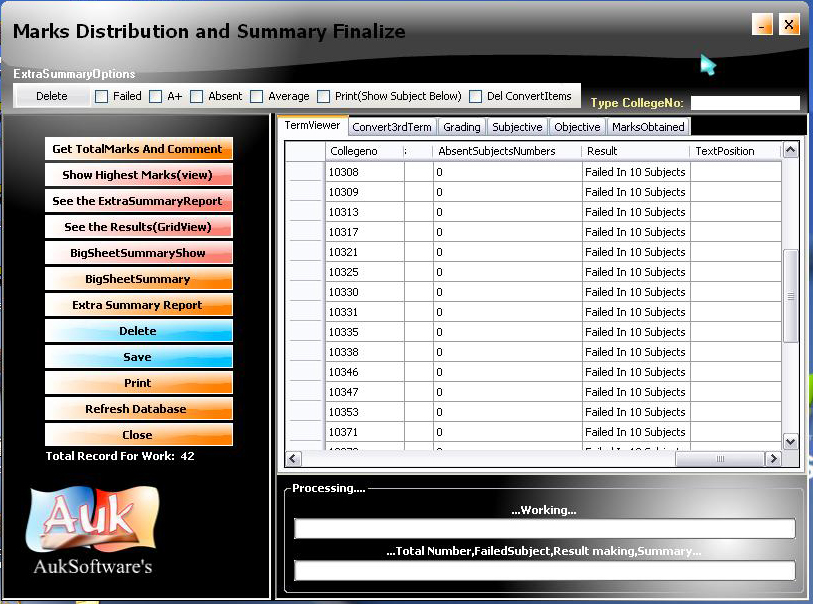 Marks Distribution and Summary Finalize
ExtraSummaryOptions
Delete Failed A+ Absent Average Print(Show Subject Below) Del ConvertItems
Type CollegeNo:
Get TotalMarks And Comment
Show Highest Marks(view)
See the ExtraSummaryReport
See the Results(GridView)
BigSheetSummaryShow
BigSheetSummary
Extra Summary Report
Delete
Save
Print
Refresh Database
Close
Total Record For Work: 42
Auk
AukSoftware's
TermViewer Convert3rdTerm Grading Subjective Objective MarksObtained
Collegeno AbsentSubjectsNumbers Result TextPosition
10308 0 Failed In 10 Subjects
10309 0 Failed In 10 Subjects
10313 0 Failed In 10 Subjects
10317 0 Failed In 10 Subjects
10321 0 Failed In 10 Subjects
10325 0 Failed In 10 Subjects
10330 0 Failed In 10 Subjects
10331 0 Failed In 10 Subjects
10335 0 Failed In 10 Subjects
10338 0 Failed In 10 Subjects
10346 0 Failed In 10 Subjects
10347 0 Failed In 10 Subjects
10353 0 Failed In 10 Subjects
10371 0 Failed In 10 Subjects
Processing....
...Working...
...Total Number,FailedSubject,Result making,Summary...